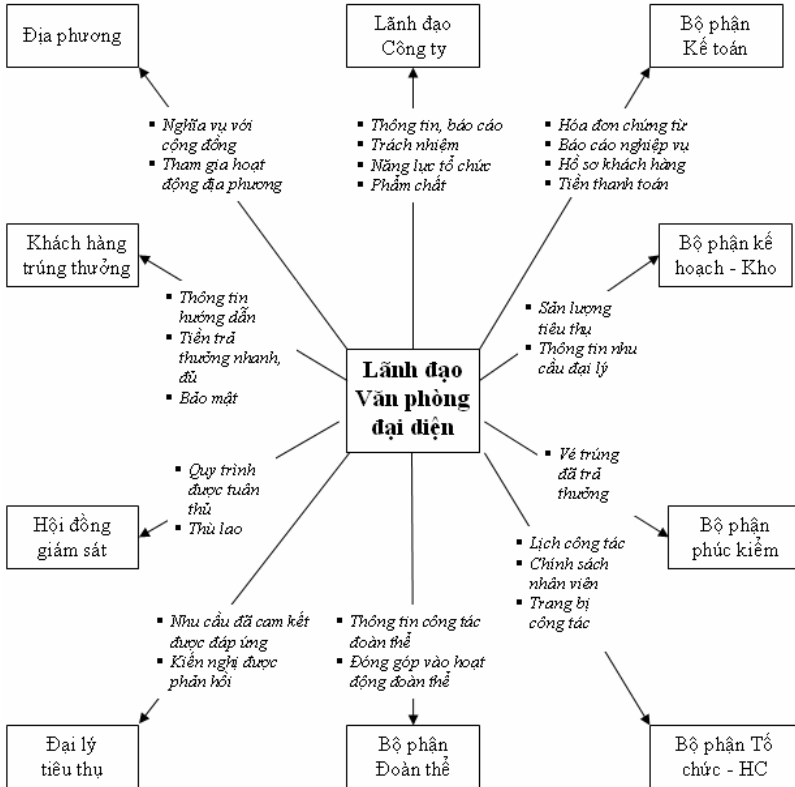 Địa phương
Lãnh đạo
Công ty
Bộ phận
Kế toán
▪ Nghĩa vụ với
cộng đồng
▪ Tham gia hoạt
động địa phương
▪ Thông tin, báo cáo
▪ Trách nhiệm
▪ Năng lực tổ chức
▪ Phẩm chất
▪ Hóa đơn chứng từ
▪ Báo cáo nghiệp vụ
▪ Hồ sơ khách hàng
▪ Tiền thanh toán
Khách hàng
trúng thưởng
Bộ phận kế
hoạch - Kho
▪ Thông tin
hướng dẫn
▪ Tiền trả
thưởng nhanh,
đủ
▪ Bảo mật
▪ Sản lượng
tiêu thụ
▪ Thông tin nhu
cầu đại lý
Lãnh đạo
Văn phòng
đại diện
▪ Quy trình
được tuân
thủ
▪ Thù lao
▪ Vé trúng
đã trả
thưởng
Hội đồng
giám sát
Bộ phận
phúc kiểm
▪ Lịch công tác
▪ Chính sách
nhân viên
▪ Trang bị
công tác
▪ Nhu cầu đã cam kết
được đáp ứng
▪ Kiến nghị được
phản hồi
▪ Thông tin công tác
đoàn thể
▪ Đóng góp vào hoạt
động đoàn thể
Đại lý
tiêu thụ
Bộ phận
Đoàn thể
Bộ phận Tổ
chức - HC